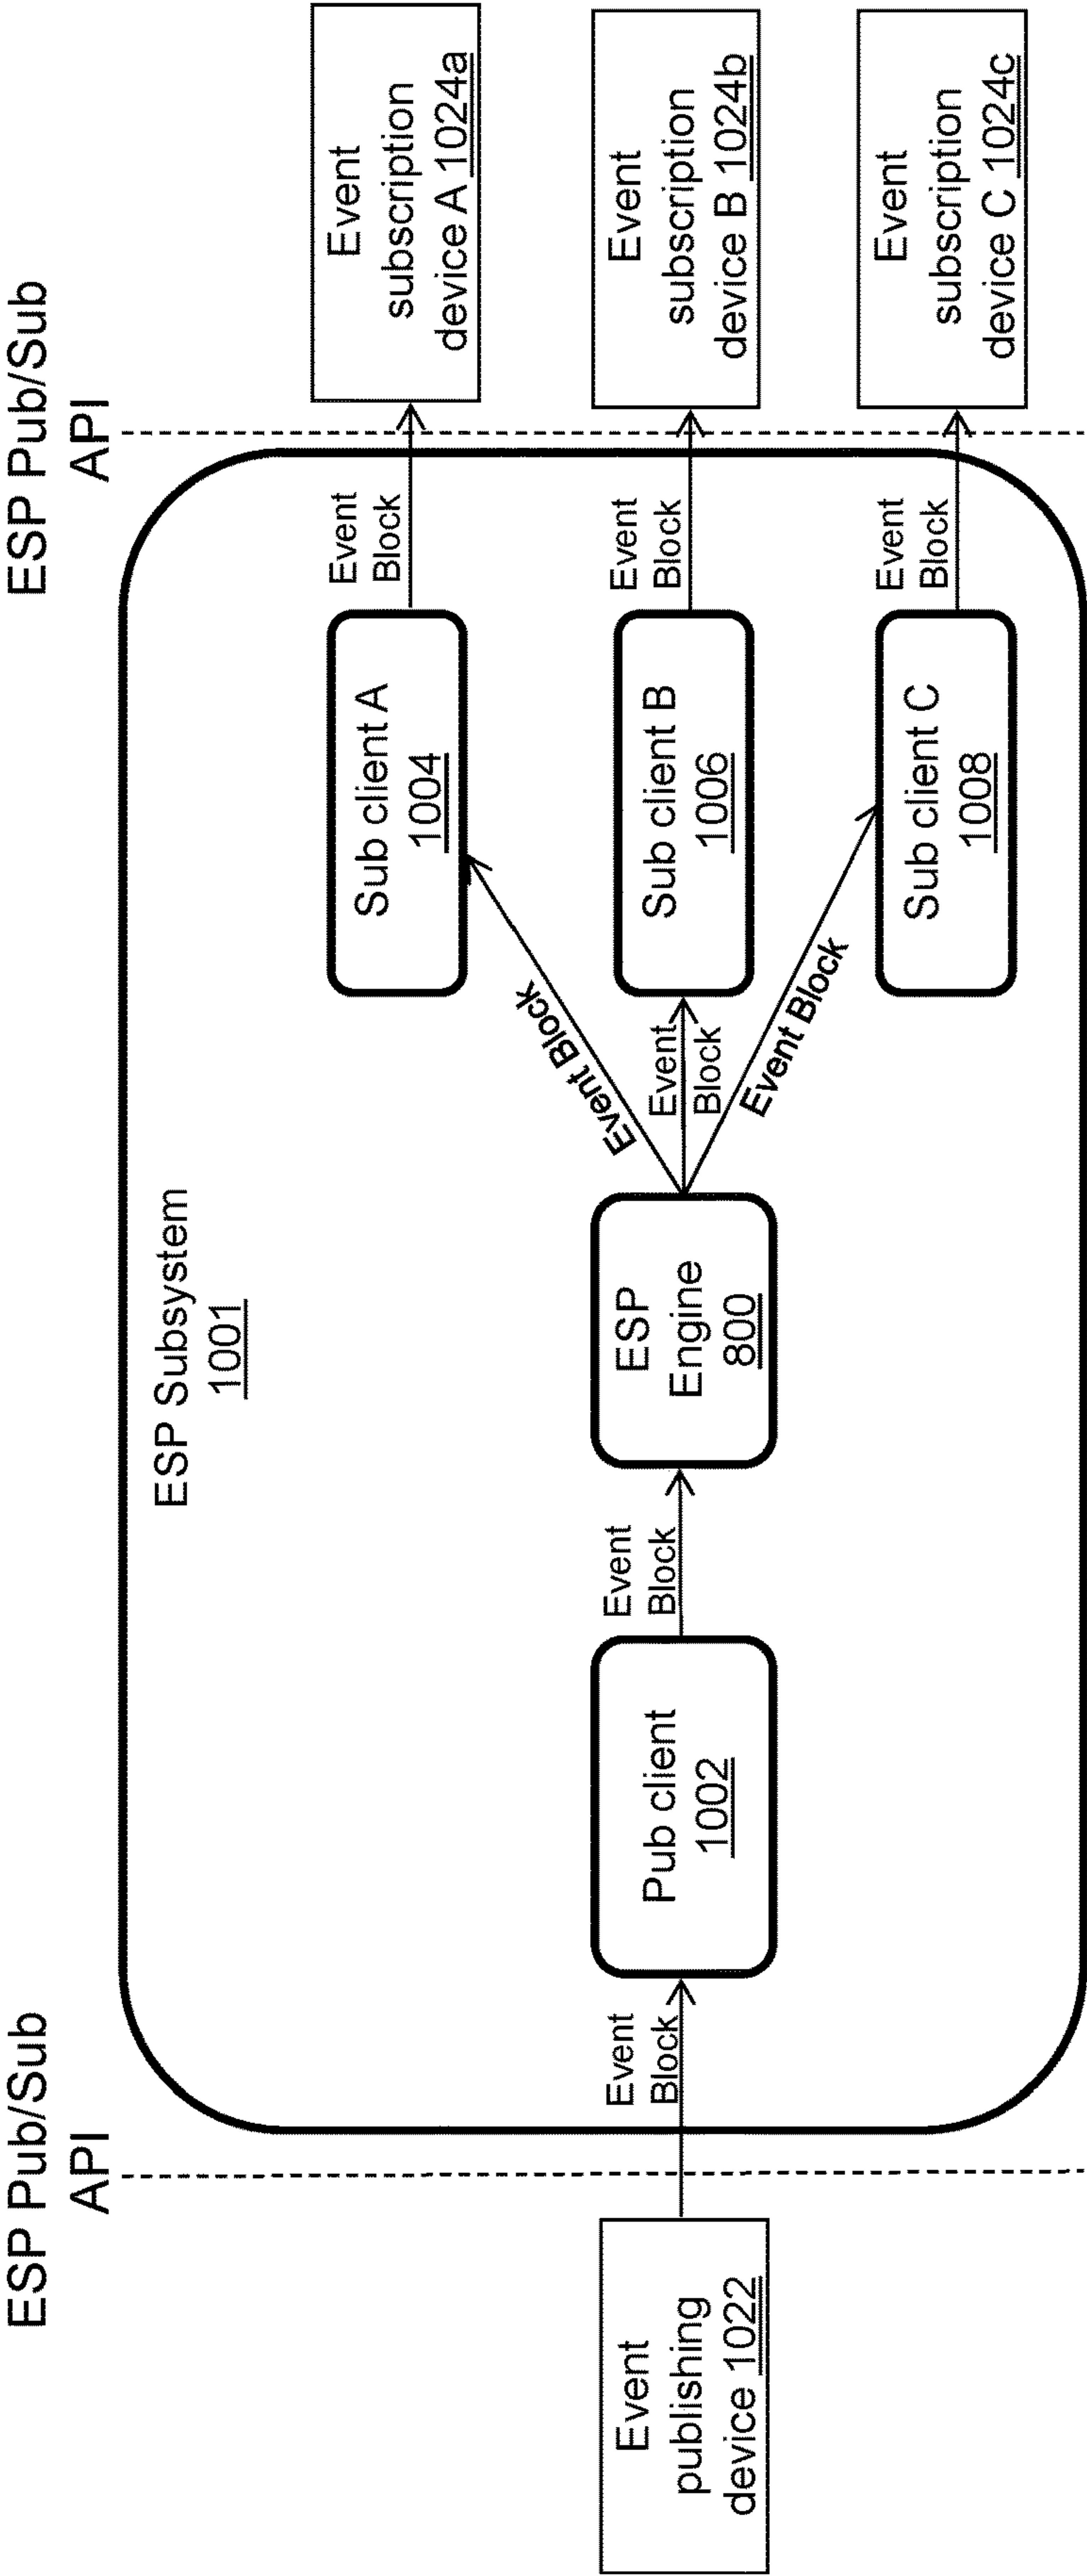 ESP Pub/Sub
API
ESP Pub/Sub
API
ESP Subsystem
1001
Event
publishing
device 1022
Event
Block
Pub client
1002
Event
Block
ESP
Engine
800
Event Block
Event
Block
Event Block
Sub client A
1004
Sub client B
1006
Sub client C
1008
Event
Block
Event
Block
Event
Block
Event
subscription
device A 1024a
Event
subscription
device B 1024b
Event
subscription
device C 1024c